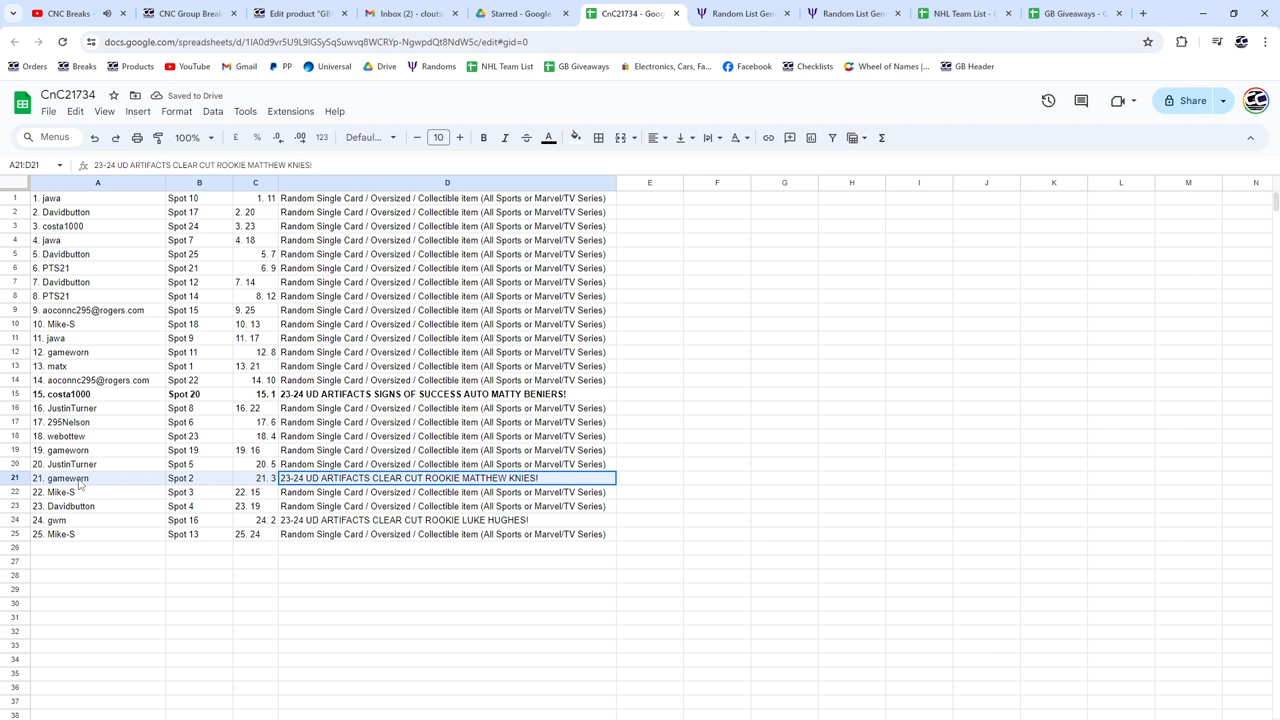 CNC Breaks
CNC Group Break
Edit product "GB
Inbox (2) - clouts
Starred - Google
CnC21734 - Goog
Random List Gene
Random List Gene
NHL Team List - G
GB Giveaways - G
Orders
Breaks
Products
YouTube
Gmail
PP
Universal
Drive
Randoms
NHL Team List
GB Giveaways
Electronics, Cars, Fa...
Facebook
Checklists
Wheel of Names |...
GB Header
CnC21734
Saved to Drive
File Edit View Insert Format Data Tools Extensions Help
Share
Menus
100%
£ % .0 .00 123
Defaul...
10
A21:D21
23-24 UD ARTIFACTS CLEAR CUT ROOKIE MATTHEW KNIES!
A B C D E F G H I J K L M N
1 1. jawa Spot 10 1. 11 Random Single Card / Oversized / Collectible item (All Sports or Marvel/TV Series)
2 2. Davidbutton Spot 17 2. 20 Random Single Card / Oversized / Collectible item (All Sports or Marvel/TV Series)
3 3. costa1000 Spot 24 3. 23 Random Single Card / Oversized / Collectible item (All Sports or Marvel/TV Series)
4 4. jawa Spot 7 4. 18 Random Single Card / Oversized / Collectible item (All Sports or Marvel/TV Series)
5 5. Davidbutton Spot 25 5. 7 Random Single Card / Oversized / Collectible item (All Sports or Marvel/TV Series)
6 6. PTS21 Spot 21 6. 9 Random Single Card / Oversized / Collectible item (All Sports or Marvel/TV Series)
7 7. Davidbutton Spot 12 7. 14 Random Single Card / Oversized / Collectible item (All Sports or Marvel/TV Series)
8 8. PTS21 Spot 14 8. 12 Random Single Card / Oversized / Collectible item (All Sports or Marvel/TV Series)
9 9. aoconnc295@rogers.com Spot 15 9. 25 Random Single Card / Oversized / Collectible item (All Sports or Marvel/TV Series)
10 10. Mike-S Spot 18 10. 13 Random Single Card / Oversized / Collectible item (All Sports or Marvel/TV Series)
11 11. jawa Spot 9 11. 17 Random Single Card / Oversized / Collectible item (All Sports or Marvel/TV Series)
12 12. gameworn Spot 11 12. 8 Random Single Card / Oversized / Collectible item (All Sports or Marvel/TV Series)
13 13. matx Spot 1 13. 21 Random Single Card / Oversized / Collectible item (All Sports or Marvel/TV Series)
14 14. aoconnc295@rogers.com Spot 22 14. 10 Random Single Card / Oversized / Collectible item (All Sports or Marvel/TV Series)
15 15. costa1000 Spot 20 15. 1 23-24 UD ARTIFACTS SIGNS OF SUCCESS AUTO MATTY BENIERS!
16 16. JustinTurner Spot 8 16. 22 Random Single Card / Oversized / Collectible item (All Sports or Marvel/TV Series)
17 17. 295Nelson Spot 6 17. 6 Random Single Card / Oversized / Collectible item (All Sports or Marvel/TV Series)
18 18. webottew Spot 23 18. 4 Random Single Card / Oversized / Collectible item (All Sports or Marvel/TV Series)
19 19. gameworn Spot 19 19. 16 Random Single Card / Oversized / Collectible item (All Sports or Marvel/TV Series)
20 20. JustinTurner Spot 5 20. 5 Random Single Card / Oversized / Collectible item (All Sports or Marvel/TV Series)
21 21. gameworn Spot 2 21. 3 23-24 UD ARTIFACTS CLEAR CUT ROOKIE MATTHEW KNIES!
22 22. Mike-S Spot 3 22. 15 Random Single Card / Oversized / Collectible item (All Sports or Marvel/TV Series)
23 23. Davidbutton Spot 4 23. 19 Random Single Card / Oversized / Collectible item (All Sports or Marvel/TV Series)
24 24. gwm Spot 16 24. 2 23-24 UD ARTIFACTS CLEAR CUT ROOKIE LUKE HUGHES!
25 25. Mike-S Spot 13 25. 24 Random Single Card / Oversized / Collectible item (All Sports or Marvel/TV Series)
26
27
28
29
30
31
32
33
34
35
36
37
38